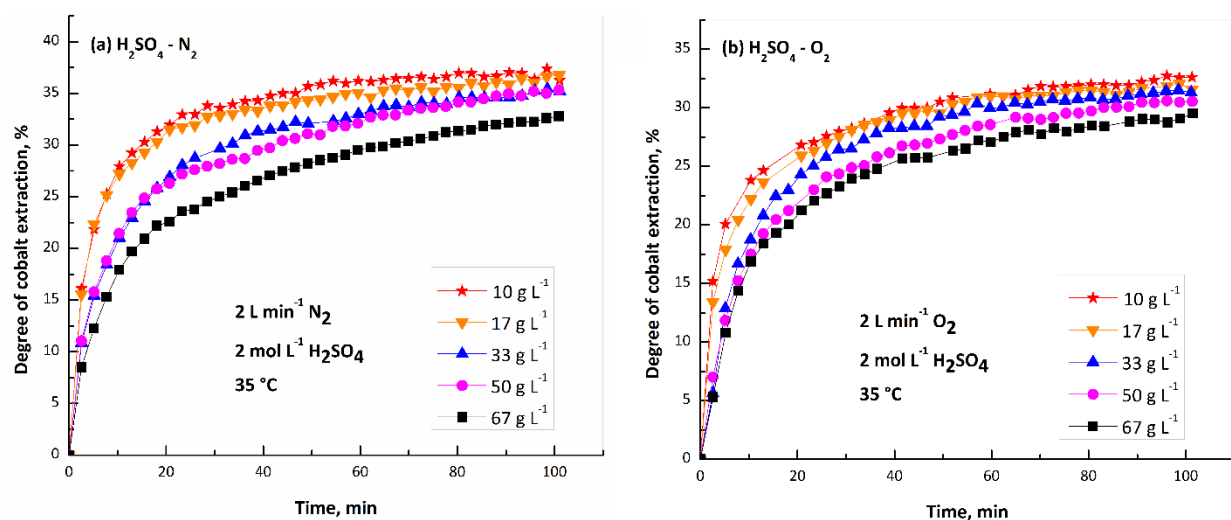 (a) H₂SO₄ - N₂
Degree of cobalt extraction, %
40
35
30
25
20
15
10
5
0
2 L min⁻¹ N₂
2 mol L⁻¹ H₂SO₄
35 °C
10 g L⁻¹
17 g L⁻¹
33 g L⁻¹
50 g L⁻¹
67 g L⁻¹
0 20 40 60 80 100
Time, min
(b) H₂SO₄ - O₂
Degree of cobalt extraction, %
35
30
25
20
15
10
5
0
2 L min⁻¹ O₂
2 mol L⁻¹ H₂SO₄
35 °C
10 g L⁻¹
17 g L⁻¹
33 g L⁻¹
50 g L⁻¹
67 g L⁻¹
0 20 40 60 80 100
Time, min